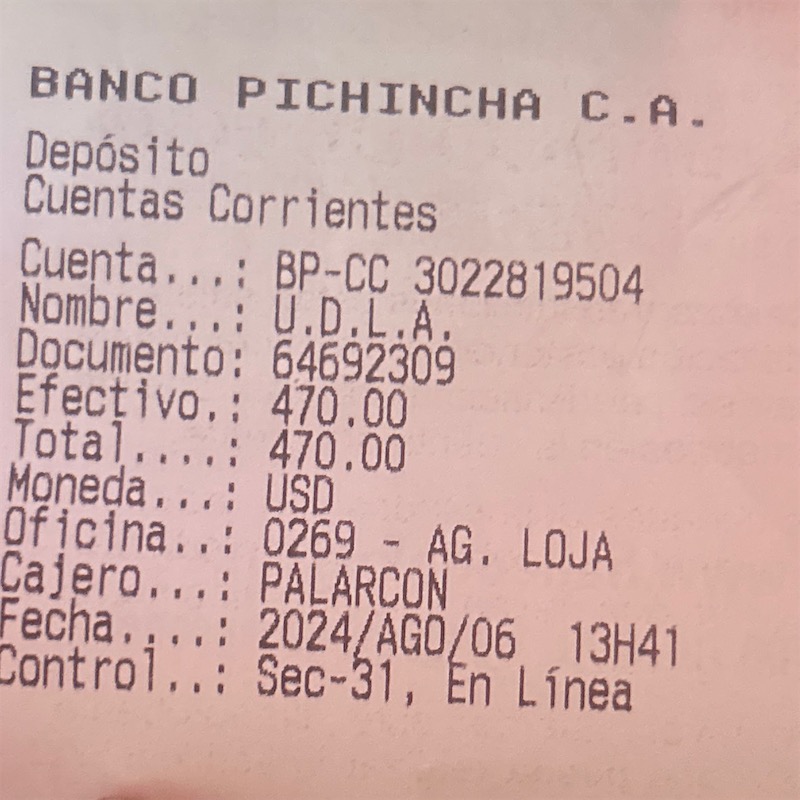 BANCO PICHINCHA C.A.
Depósito
Cuentas Corrientes
Cuenta...: BP-CC 3022819504
Nombre...: U.D.L.A.
Documento: 64692309
Efectivo.: 470.00
Total....: 470.00
Moneda...: USD
Oficina..: 0269 - AG. LOJA
Cajero...: PALARCON
Fecha....: 2024/AGO/06 13H41
Control..: Sec-31, En Línea